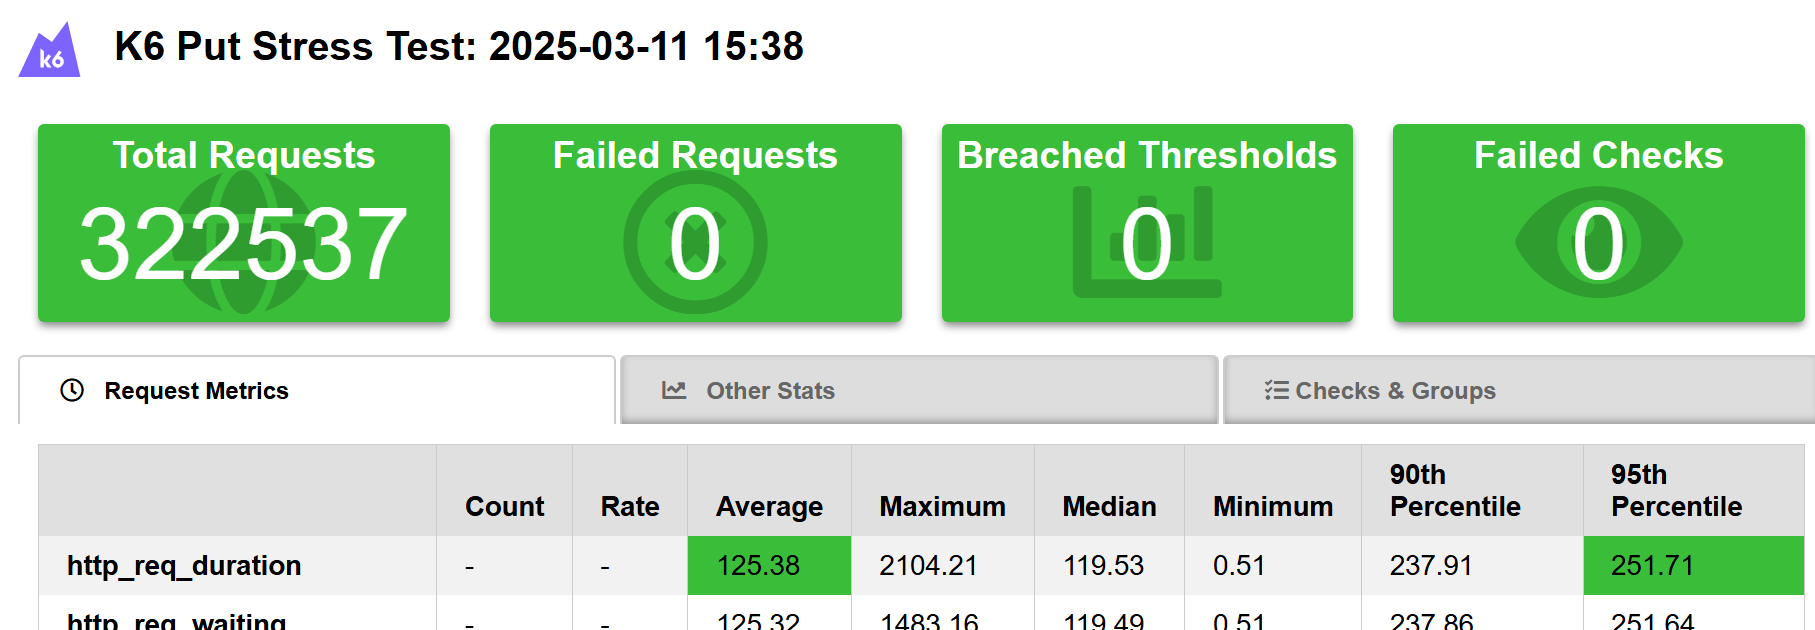 k6
K6 Put Stress Test: 2025-03-11 15:38
Total Requests
322537
Failed Requests
0
Breached Thresholds
0
Failed Checks
0
Request Metrics
Other Stats
Checks & Groups
Count Rate Average Maximum Median Minimum 90th Percentile 95th Percentile
http_req_duration - - 125.38 2104.21 119.53 0.51 237.91 251.71
http_req_waiting - - 125.32 1483.16 119.49 0.51 237.86 251.64